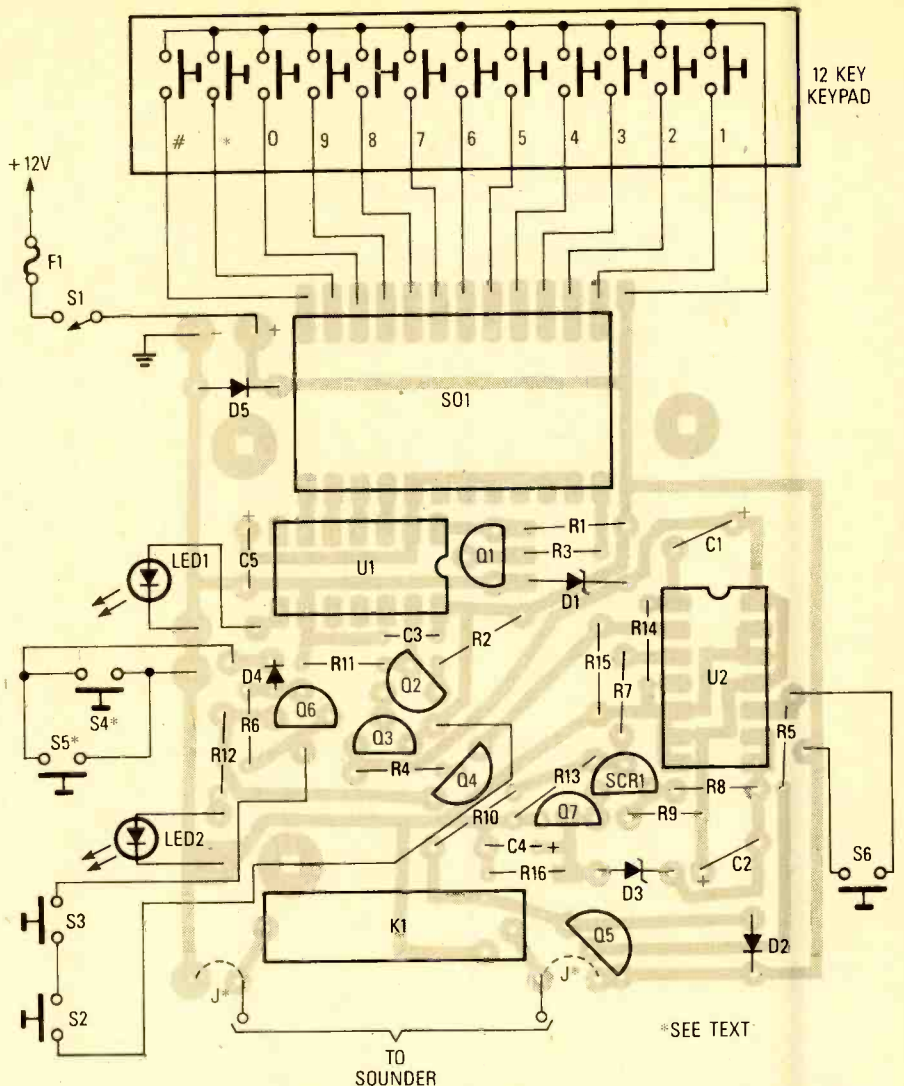 12 KEY
KEYPAD
# * 0 9 8 7 6 5 4 3 2 1
+12V
F1
S1
- +
D5
SO1
+
C5
U1
Q1
R1
R3
D1
C1
+
LED1
C3
R2
R14
D4
R11
Q2
R15
R7
U2
S4*
S5*
R6
Q6
Q3
R12
R4
Q4
R13
SCR1
R8
R5
R10
Q7
R9
LED2
C4 +
R16
D3
+
C2
S6
S3
K1
Q5
D2
J*
J*
S2
*SEE TEXT
TO
SOUNDER